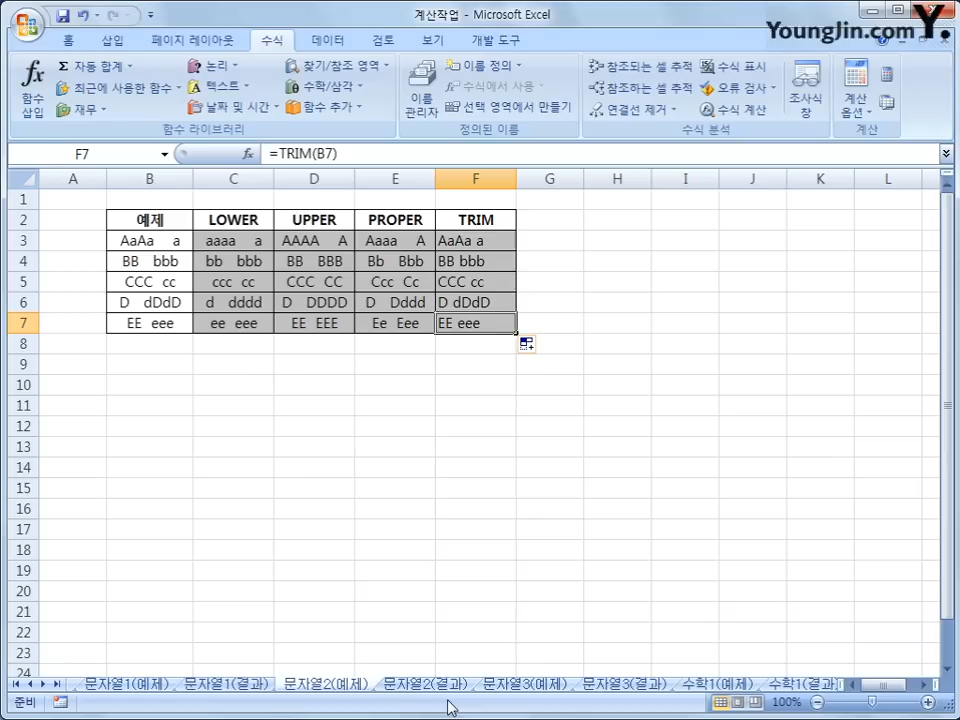 계산작업 - Microsoft Excel
YoungJin.com Y.
홈 삽입 페이지 레이아웃 수식 데이터 검토 보기 개발 도구
fx 함수 삽입
Σ 자동 합계
최근에 사용한 함수
재무
논리
텍스트
날짜 및 시간
찾기/참조 영역
수학/삼각
함수 추가
함수 라이브러리
이름 관리자
이름 정의
수식에서 사용
선택 영역에서 만들기
정의된 이름
참조되는 셀 추적
참조하는 셀 추적
연결선 제거
수식 표시
오류 검사
수식 계산
수식 분석
조사식 창
계산 옵션
계산
F7 fx =TRIM(B7)
A B C D E F G H I J K L
1
2 예제 LOWER UPPER PROPER TRIM
3 AaAa    a aaaa    a AAAA    A Aaaa    A AaAa a
4 BB   bbb bb   bbb BB   BBB Bb   Bbb BB bbb
5 CCC  cc ccc  cc CCC  CC Ccc  Cc CCC cc
6 D    dDdD d    dddd D    DDDD D    Dddd D dDdD
7 EE  eee ee  eee EE  EEE Ee  Eee EE eee
8
9
10
11
12
13
14
15
16
17
18
19
20
21
22
23
24
문자열1(예제) 문자열1(결과) 문자열2(예제) 문자열2(결과) 문자열3(예제) 문자열3(결과) 수학1(예제) 수학1(결과)
준비 100%